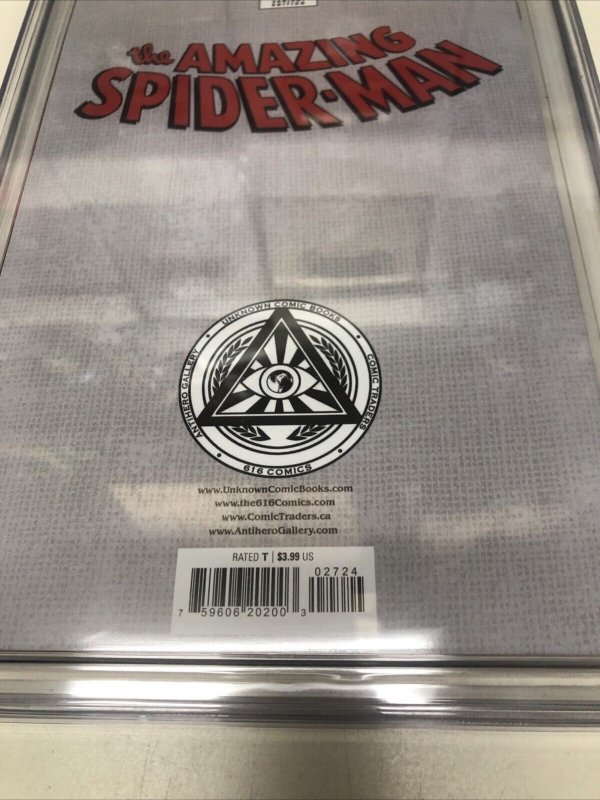 EDITION
the AMAZING
SPIDER-MAN
UNKNOWN COMIC BOOKS
ANTIHERO GALLERY
COMIC TRADERS
616 COMICS
www.UnknownComicBooks.com
www.the616Comics.com
www.ComicTraders.ca
www.AntiheroGallery.com
RATED T | $3.99 US
02724
7 59606 20200 3